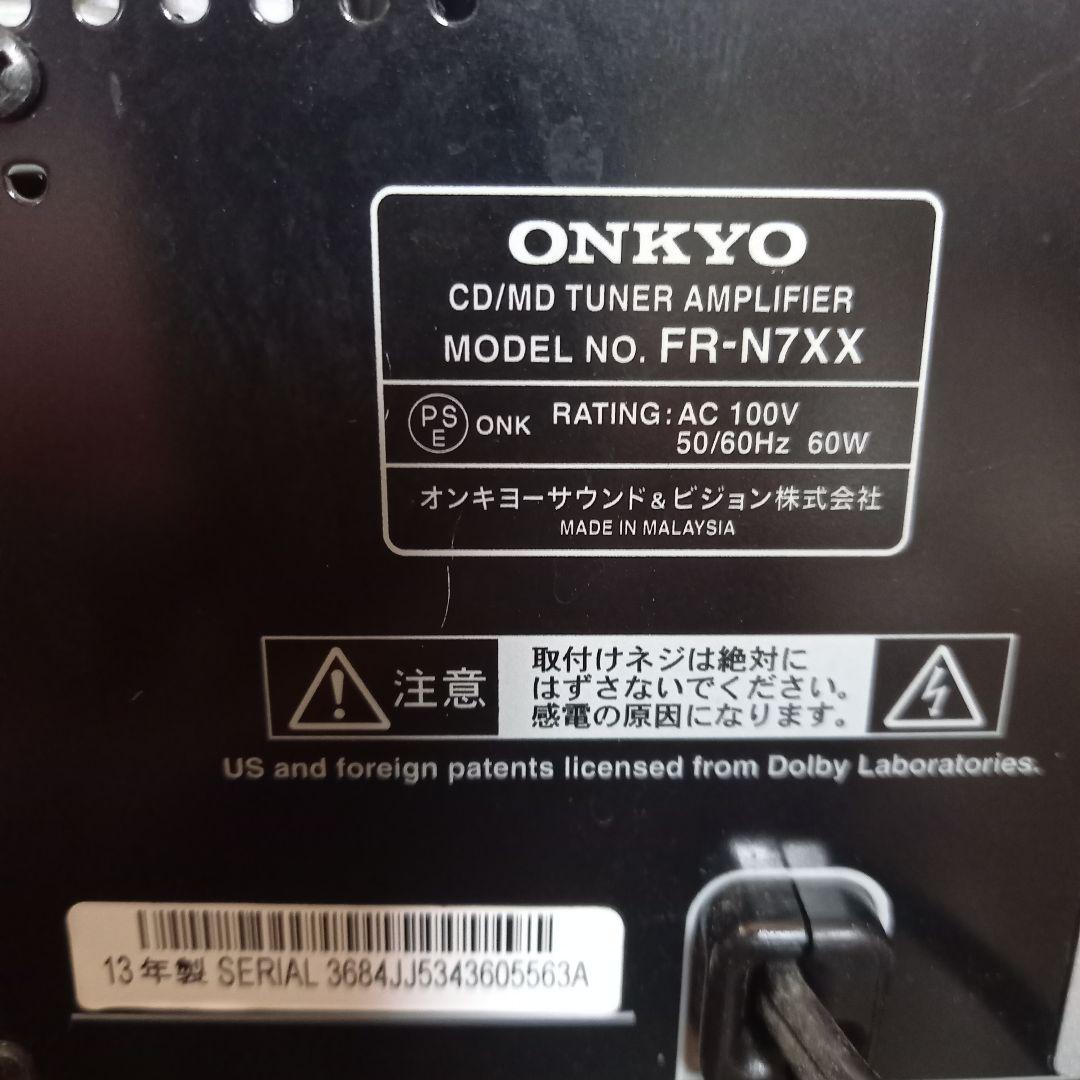 ONKYO
CD/MD TUNER AMPLIFIER
MODEL NO. FR-N7XX
PSE ONK RATING: AC 100V
50/60Hz 60W
オンキヨーサウンド&ビジョン株式会社
MADE IN MALAYSIA
注意
取付けネジは絶対に
はずさないでください。
感電の原因になります。
US and foreign patents licensed from Dolby Laboratories.
13年製 SERIAL 3684JJ5343605563A